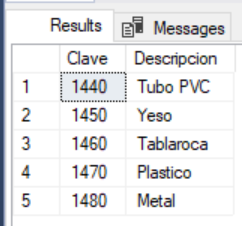 Results Messages
Clave Descripcion
1 1440 Tubo PVC
2 1450 Yeso
3 1460 Tablaroca
4 1470 Plastico
5 1480 Metal